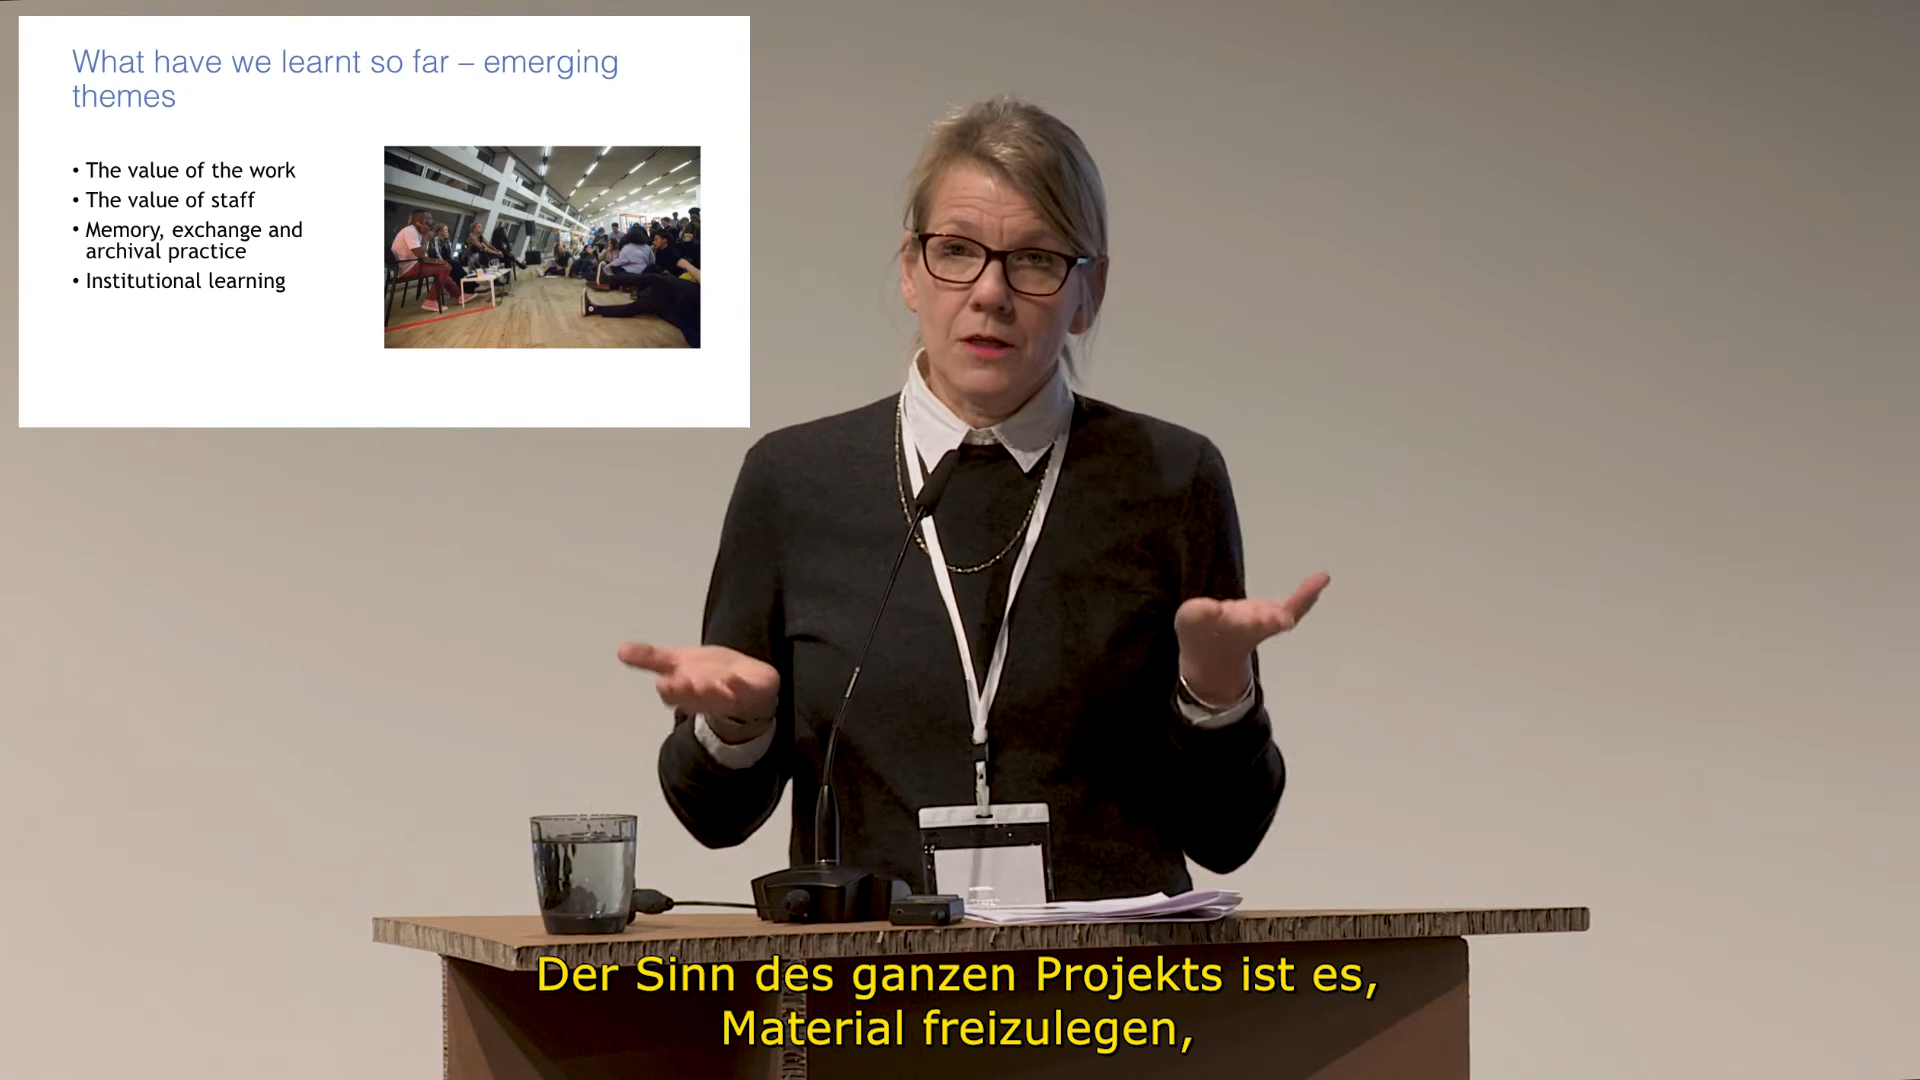 What have we learnt so far – emerging
themes
• The value of the work
• The value of staff
• Memory, exchange and
archival practice
• Institutional learning
Der Sinn des ganzen Projekts ist es,
Material freizulegen,